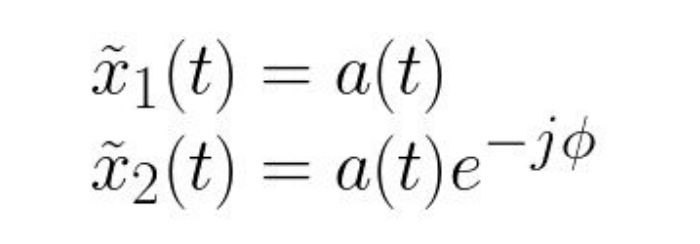 x̃₁(t) = a(t)
x̃₂(t) = a(t)e^{−jϕ}